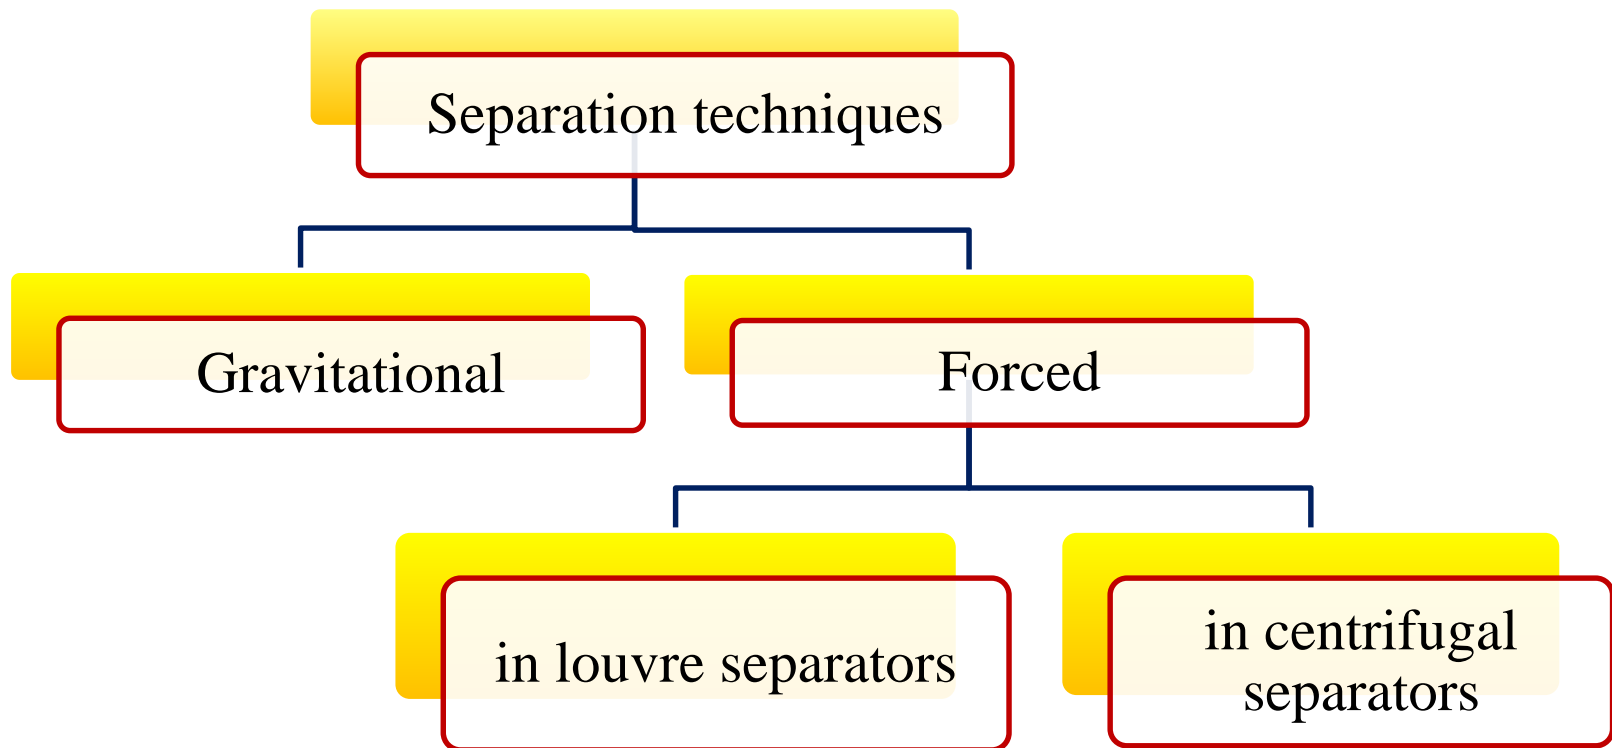 Separation techniques
Gravitational
Forced
in louvre separators
in centrifugal
separators